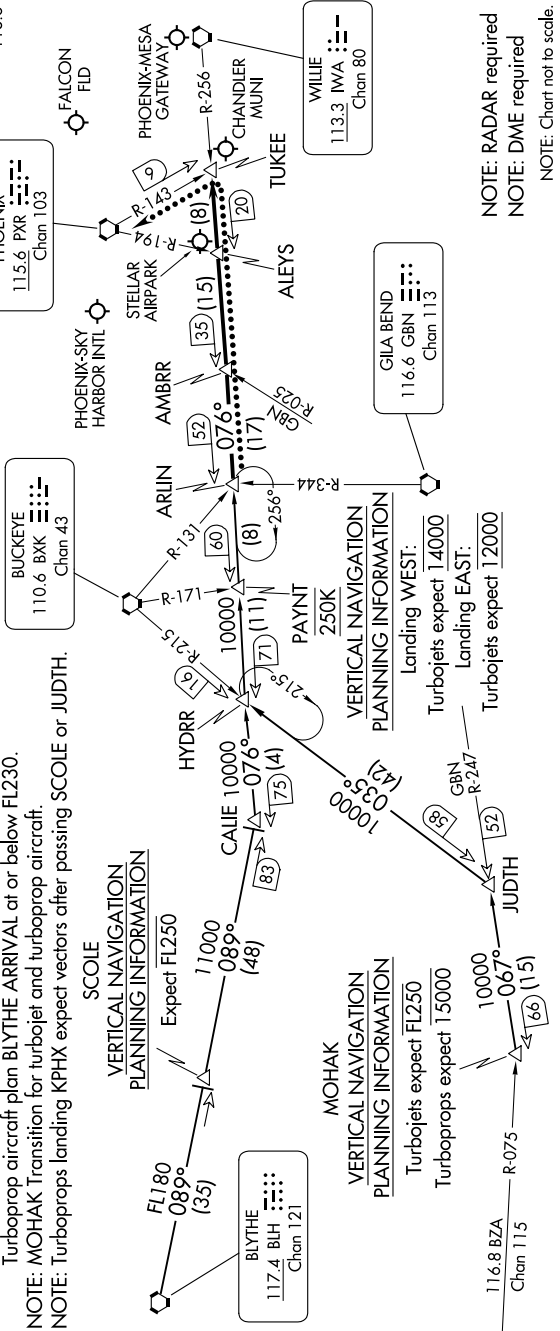 Turboprop aircraft plan BLYTHE ARRIVAL at or below FL230.
NOTE: MOHAK Transition for turbojet and turboprop aircraft.
NOTE: Turboprops landing KPHX expect vectors after passing SCOLE or JUDTH.
BLYTHE
117.4 BLH
Chan 121
FL180
089°
(35)
SCOLE
VERTICAL NAVIGATION
PLANNING INFORMATION
Expect FL250
11000
089°
(48)
83
CALIE
75
10000
076°
(4)
HYDRR
16
R-215
71
215°
BUCKEYE
110.6 BXK
Chan 43
R-171
R-131
10000
(11)
PAYNT
250K
VERTICAL NAVIGATION
PLANNING INFORMATION
Landing WEST:
Turbojets expect 14000
Landing EAST:
Turbojets expect 12000
60
(8)
256°
ARLIN
52
076°
(17)
R-344
GILA BEND
116.6 GBN
Chan 113
AMBRR
35
GBN
R-025
(15)
PHOENIX-SKY
HARBOR INTL
STELLAR
AIRPARK
ALEYS
20
(8)
R-194
R-143
9
PHOENIX
115.6 PXR
Chan 103
FALCON
FLD
PHOENIX-MESA
GATEWAY
CHANDLER
MUNI
TUKEE
R-256
WILLIE
113.3 IWA
Chan 80
MOHAK
VERTICAL NAVIGATION
PLANNING INFORMATION
Turbojets expect FL250
Turboprops expect 15000
116.8 BZA
Chan 115
R-075
66
10000
067°
(15)
JUDTH
58
52
GBN
R-247
10000
035°
(42)
NOTE: RADAR required
NOTE: DME required
NOTE: Chart not to scale.